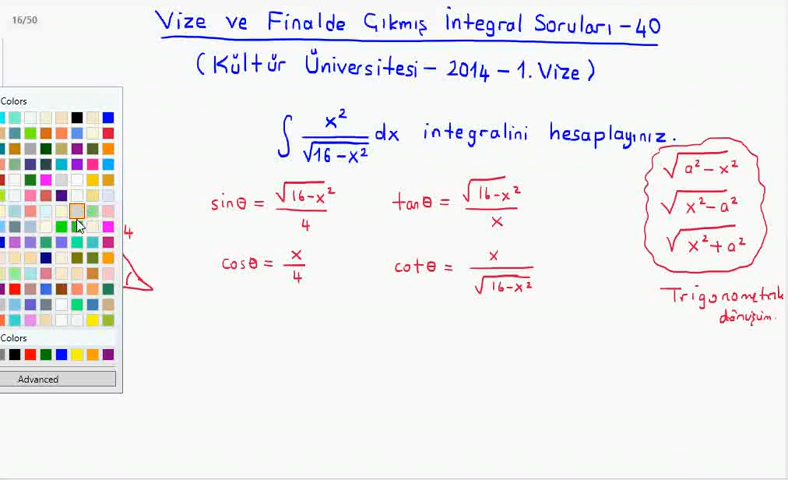 16/50
Vize ve Finalde Çıkmış İntegral Soruları - 40
(Kültür Üniversitesi - 2014 - 1. Vize)
Colors
∫ x²/√(16-x²) dx integralini hesaplayınız.
√(a²-x²)
√(x²-a²)
√(x²+a²)
sinθ = √(16-x²)/4 tanθ = √(16-x²)/x
cosθ = x/4 cotθ = x/√(16-x²)
4
Trigonometrik
dönüşüm.
Colors
Advanced